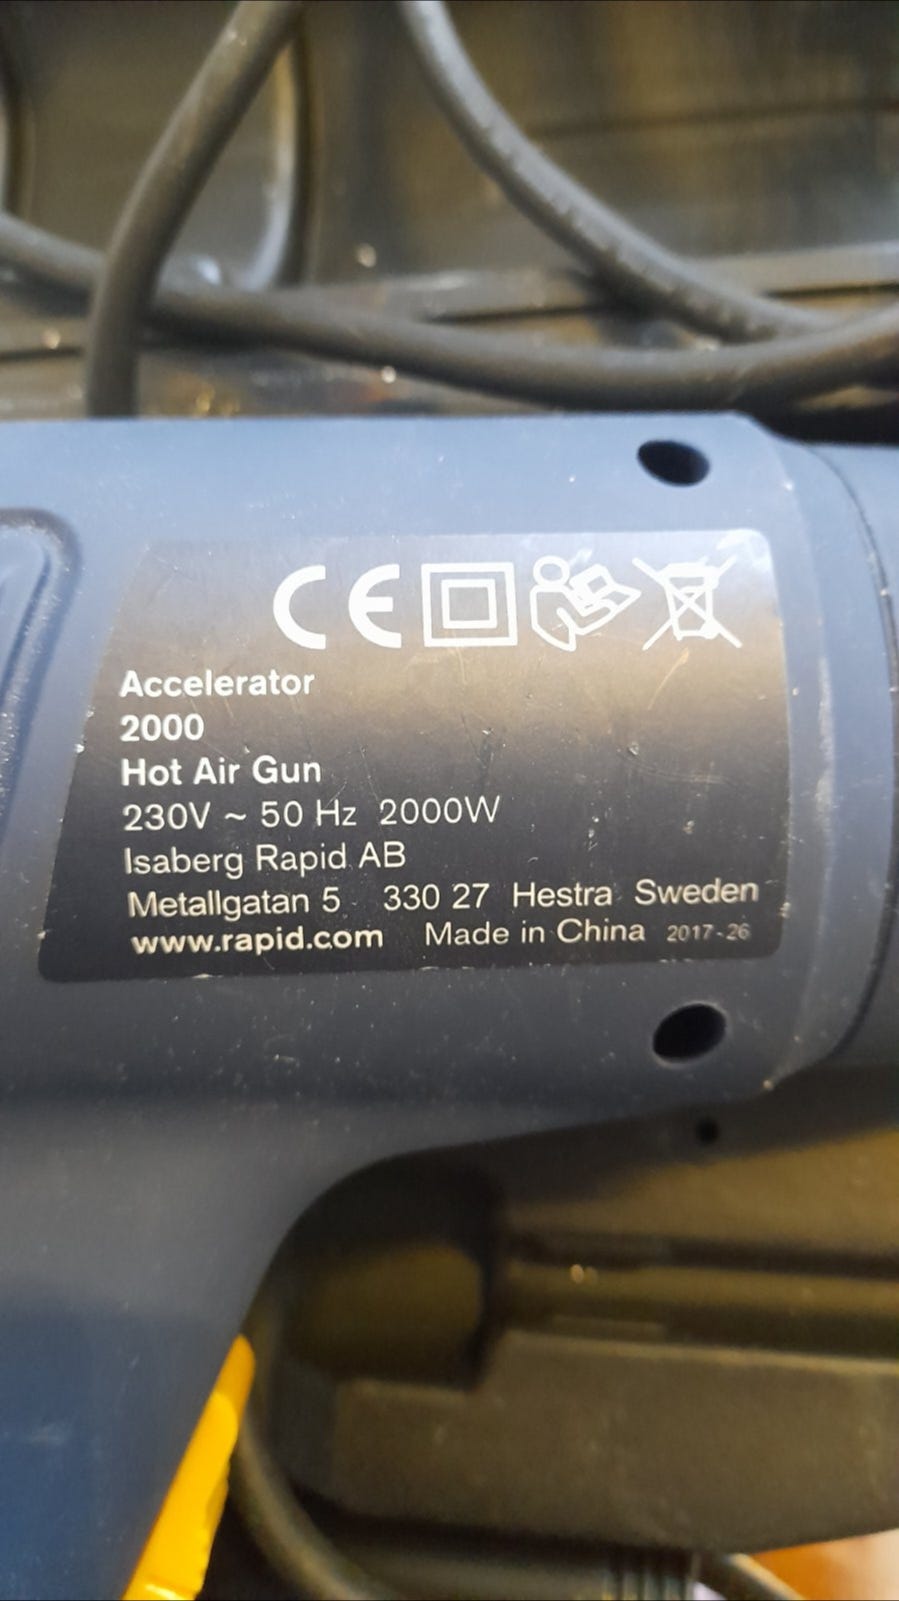 CE
Accelerator
2000
Hot Air Gun
230V ~ 50 Hz 2000W
Isaberg Rapid AB
Metallgatan 5 330 27 Hestra Sweden
www.rapid.com Made in China 2017-26